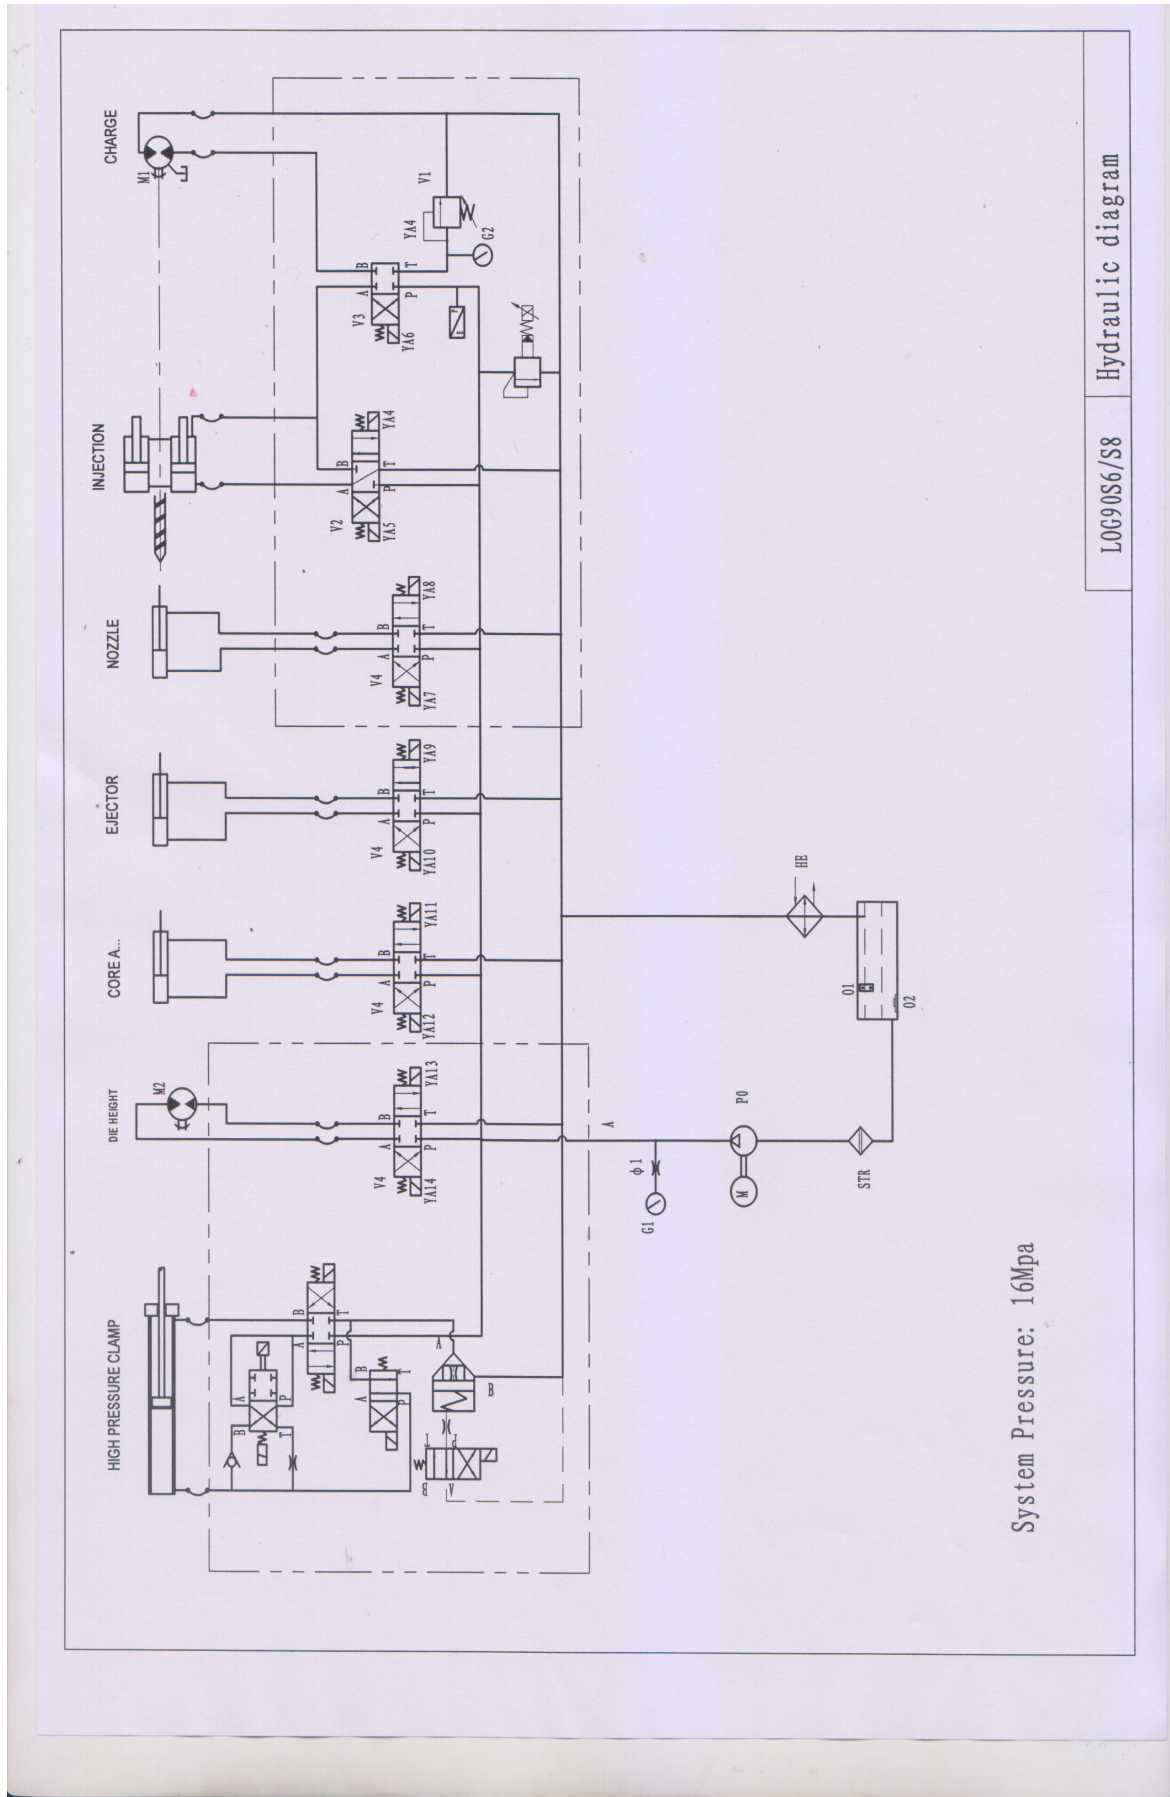 HIGH PRESSURE CLAMP
DIE HEIGHT
CORE A...
EJECTOR
NOZZLE
INJECTION
CHARGE
M2
M1
B
A
T
P
A
B
P
T
B
A
T
P
A
B
T
P
A
B
A
V4
YA14
YA13
A
B
P
T
V4
YA12
YA11
A
B
P
T
V4
YA10
YA9
A
B
P
T
V4
YA7
YA8
A
B
P
T
V2
YA5
YA4
A
B
P
T
V3
YA6
A
B
P
T
YA4
V1
G2
A
G1
φ1
M
P0
STR
O1
O2
HE
System Pressure: 16Mpa
LOG90S6/S8
Hydraulic diagram